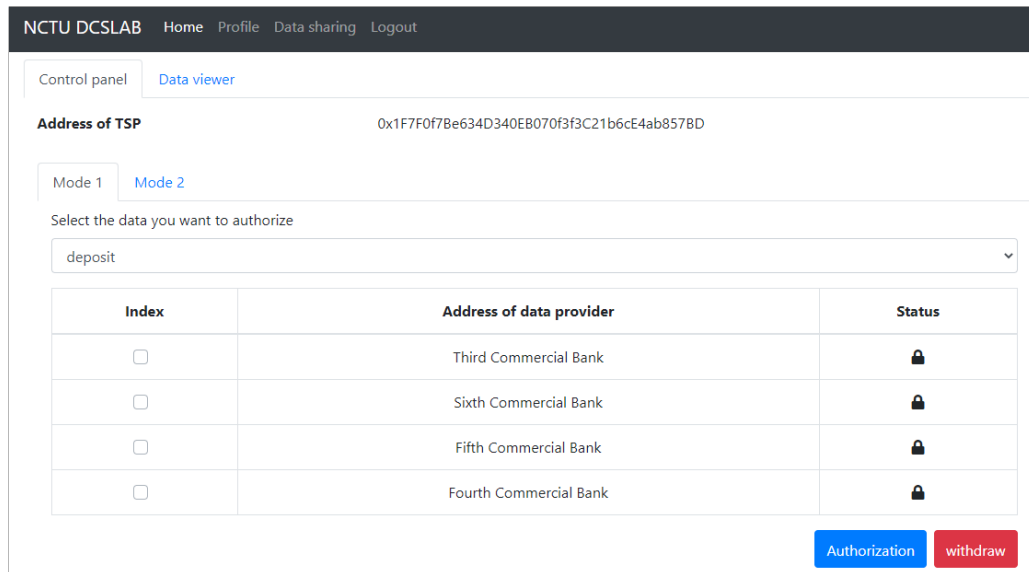 NCTU DCSLAB Home Profile Data sharing Logout
Control panel Data viewer
Address of TSP 0x1F7F0f7Be634D340EB070f3f3C21b6cE4ab857BD
Mode 1 Mode 2
Select the data you want to authorize
deposit
Index Address of data provider Status
Third Commercial Bank
Sixth Commercial Bank
Fifth Commercial Bank
Fourth Commercial Bank
Authorization withdraw